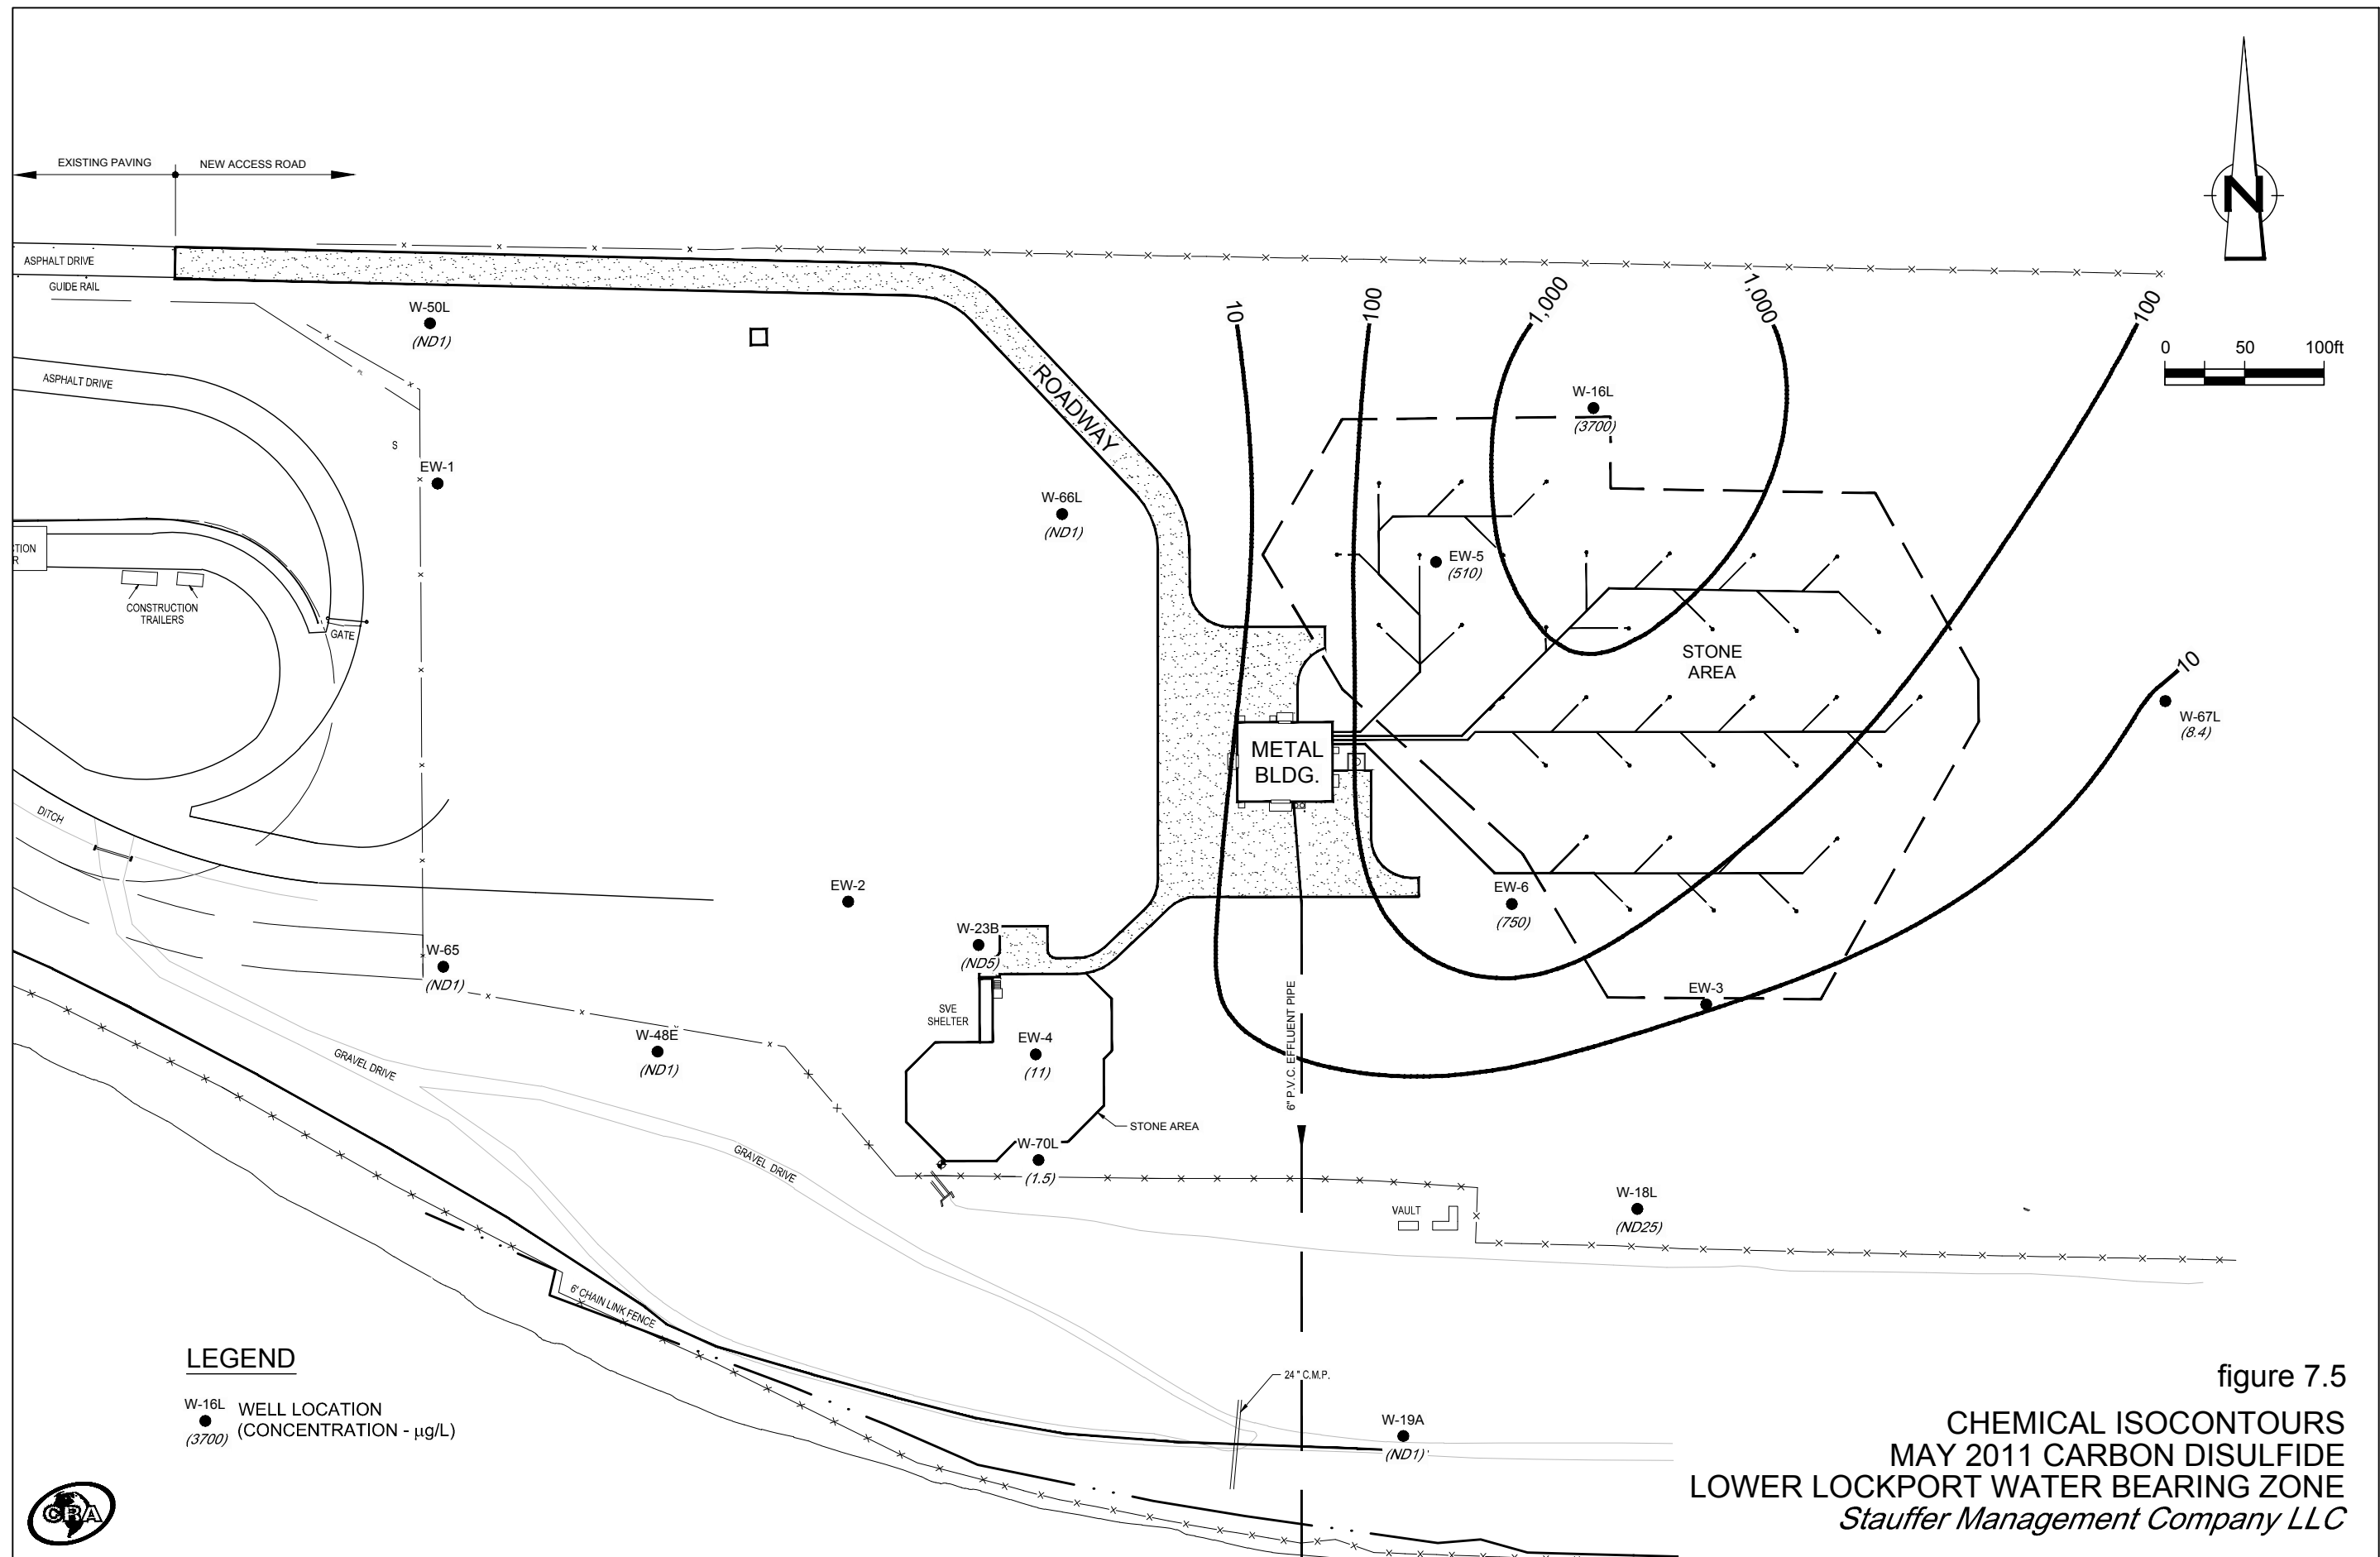 EXISTING PAVING
NEW ACCESS ROAD
N
ASPHALT DRIVE
GUIDE RAIL
W-50L
(ND1)
10
100
1,000
1,000
100
0 50 100ft
ASPHALT DRIVE
ROADWAY
W-16L
(3700)
S
EW-1
W-66L
(ND1)
EW-5
(510)
CONSTRUCTION
TRAILERS
GATE
STONE
AREA
10
W-67L
(8.4)
METAL
BLDG.
DITCH
EW-2
EW-6
(750)
W-23B
(ND5)
W-65
(ND1)
EW-3
SVE
SHELTER
6" P.V.C. EFFLUENT PIPE
W-48E
(ND1)
EW-4
(11)
GRAVEL DRIVE
STONE AREA
GRAVEL DRIVE
W-70L
(1.5)
W-18L
(ND25)
VAULT
6' CHAIN LINK FENCE
LEGEND
W-16L
(3700)
WELL LOCATION
(CONCENTRATION - µg/L)
24" C.M.P.
W-19A
(ND1)
figure 7.5
CHEMICAL ISOCONTOURS
MAY 2011 CARBON DISULFIDE
LOWER LOCKPORT WATER BEARING ZONE
Stauffer Management Company LLC
CRA